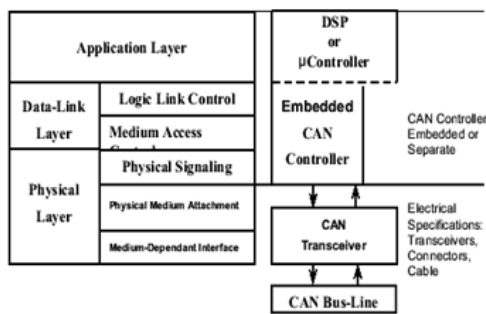 Application Layer
Data-Link
Layer
Logic Link Control
Medium Access
Physical Signaling
Physical
Layer
Physical Medium Attachment
Medium-Dependant Interface
DSP
or
μController
Embedded
CAN
Controller
CAN Controller
Embedded or
Separate
CAN
Transceiver
Electrical
Specifications:
Transceivers,
Connectors,
Cable
CAN Bus-Line